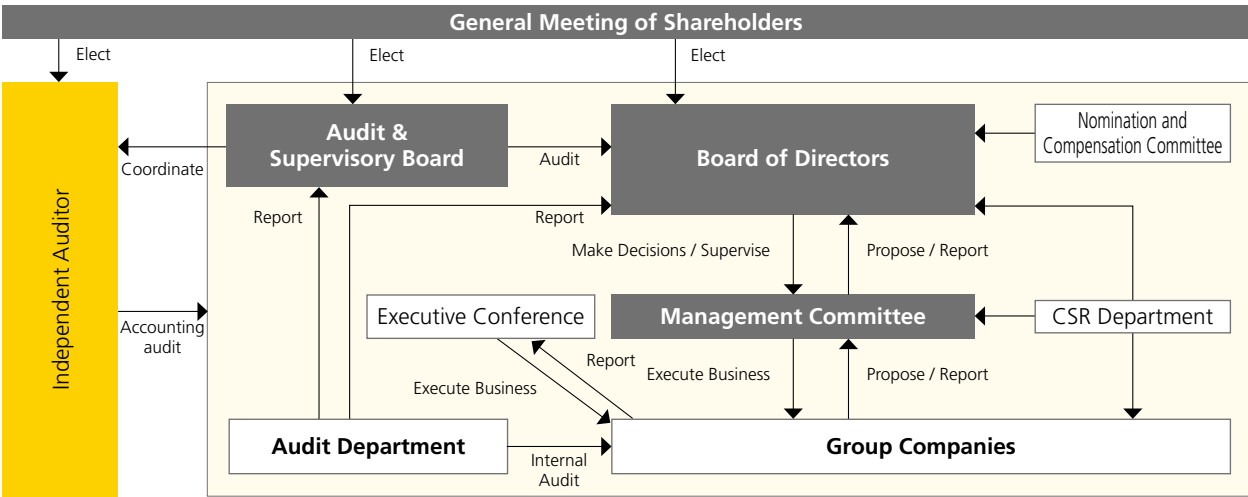 General Meeting of Shareholders
Elect
Elect
Elect
Independent Auditor
Audit &
Supervisory Board
Board of Directors
Nomination and
Compensation Committee
Coordinate
Audit
Report
Report
Make Decisions / Supervise
Propose / Report
Accounting
audit
Executive Conference
Management Committee
CSR Department
Report
Execute Business
Execute Business
Propose / Report
Audit Department
Internal
Audit
Group Companies